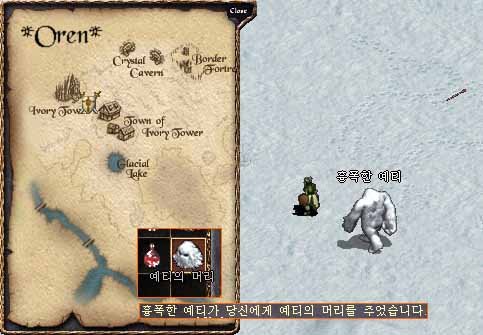 Close
*Oren*
Crystal
Cavern
Border
Fortre
Ivory Tow
Town of
Ivory Tower
Glacial
Lake
흉폭한 예티
예티의 머리
흉폭한 예티가 당신에게 예티의 머리를 주었습니다.